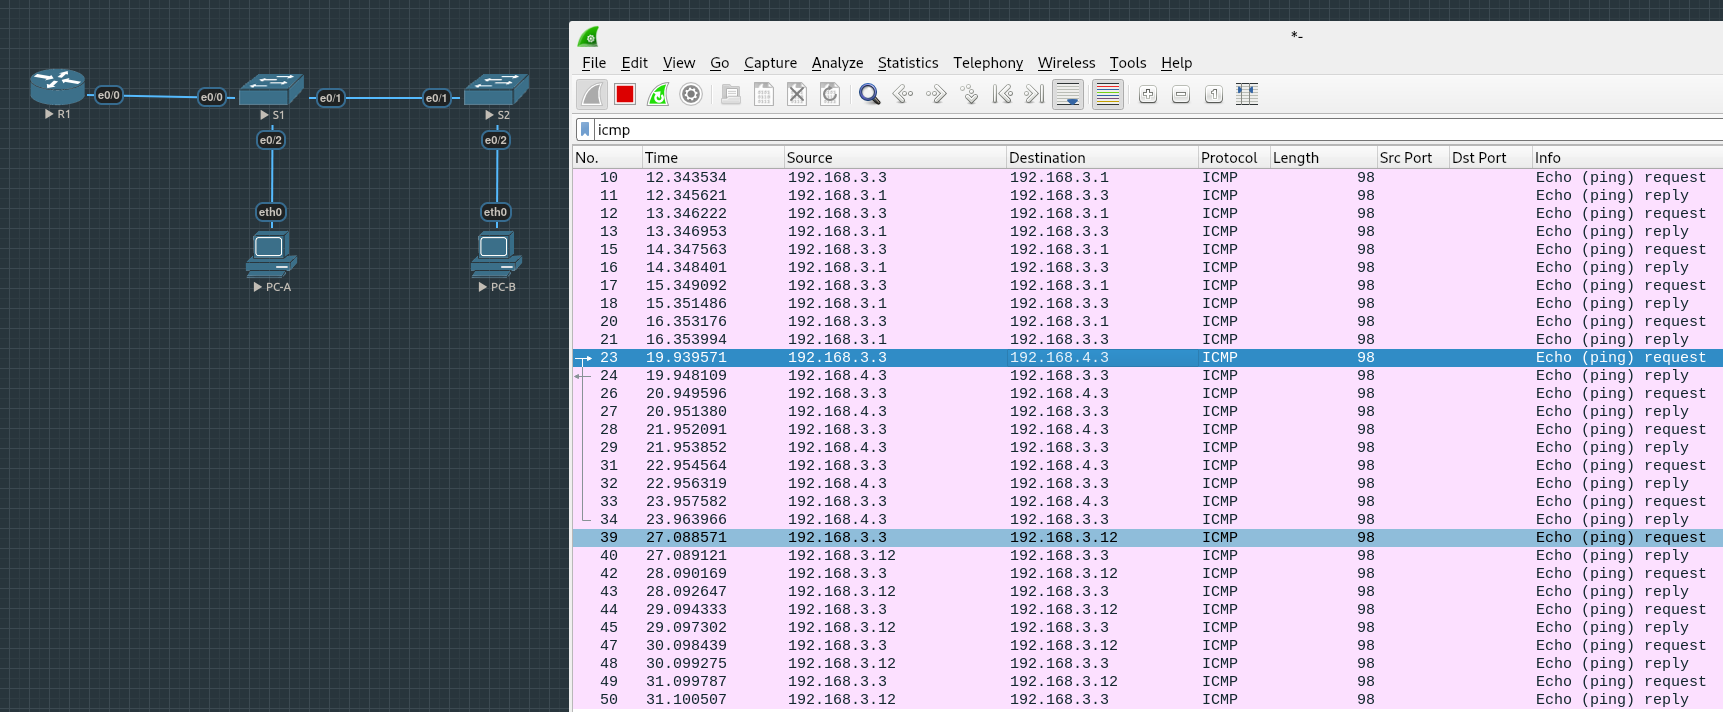 e0/0
e0/0
e0/1
e0/1
R1
S1
S2
e0/2
e0/2
eth0
eth0
PC-A
PC-B
*-
File Edit View Go Capture Analyze Statistics Telephony Wireless Tools Help
icmp
No. Time Source Destination Protocol Length Src Port Dst Port Info
10 12.343534 192.168.3.3 192.168.3.1 ICMP 98 Echo (ping) request
11 12.345621 192.168.3.1 192.168.3.3 ICMP 98 Echo (ping) reply
12 13.346222 192.168.3.3 192.168.3.1 ICMP 98 Echo (ping) request
13 13.346953 192.168.3.1 192.168.3.3 ICMP 98 Echo (ping) reply
15 14.347563 192.168.3.3 192.168.3.1 ICMP 98 Echo (ping) request
16 14.348401 192.168.3.1 192.168.3.3 ICMP 98 Echo (ping) reply
17 15.349092 192.168.3.3 192.168.3.1 ICMP 98 Echo (ping) request
18 15.351486 192.168.3.1 192.168.3.3 ICMP 98 Echo (ping) reply
20 16.353176 192.168.3.3 192.168.3.1 ICMP 98 Echo (ping) request
21 16.353994 192.168.3.1 192.168.3.3 ICMP 98 Echo (ping) reply
23 19.939571 192.168.3.3 192.168.4.3 ICMP 98 Echo (ping) request
24 19.948109 192.168.4.3 192.168.3.3 ICMP 98 Echo (ping) reply
26 20.949596 192.168.3.3 192.168.4.3 ICMP 98 Echo (ping) request
27 20.951380 192.168.4.3 192.168.3.3 ICMP 98 Echo (ping) reply
28 21.952091 192.168.3.3 192.168.4.3 ICMP 98 Echo (ping) request
29 21.953852 192.168.4.3 192.168.3.3 ICMP 98 Echo (ping) reply
31 22.954564 192.168.3.3 192.168.4.3 ICMP 98 Echo (ping) request
32 22.956319 192.168.4.3 192.168.3.3 ICMP 98 Echo (ping) reply
33 23.957582 192.168.3.3 192.168.4.3 ICMP 98 Echo (ping) request
34 23.963966 192.168.4.3 192.168.3.3 ICMP 98 Echo (ping) reply
39 27.088571 192.168.3.3 192.168.3.12 ICMP 98 Echo (ping) request
40 27.089121 192.168.3.12 192.168.3.3 ICMP 98 Echo (ping) reply
42 28.090169 192.168.3.3 192.168.3.12 ICMP 98 Echo (ping) request
43 28.092647 192.168.3.12 192.168.3.3 ICMP 98 Echo (ping) reply
44 29.094333 192.168.3.3 192.168.3.12 ICMP 98 Echo (ping) request
45 29.097302 192.168.3.12 192.168.3.3 ICMP 98 Echo (ping) reply
47 30.098439 192.168.3.3 192.168.3.12 ICMP 98 Echo (ping) request
48 30.099275 192.168.3.12 192.168.3.3 ICMP 98 Echo (ping) reply
49 31.099787 192.168.3.3 192.168.3.12 ICMP 98 Echo (ping) request
50 31.100507 192.168.3.12 192.168.3.3 ICMP 98 Echo (ping) reply